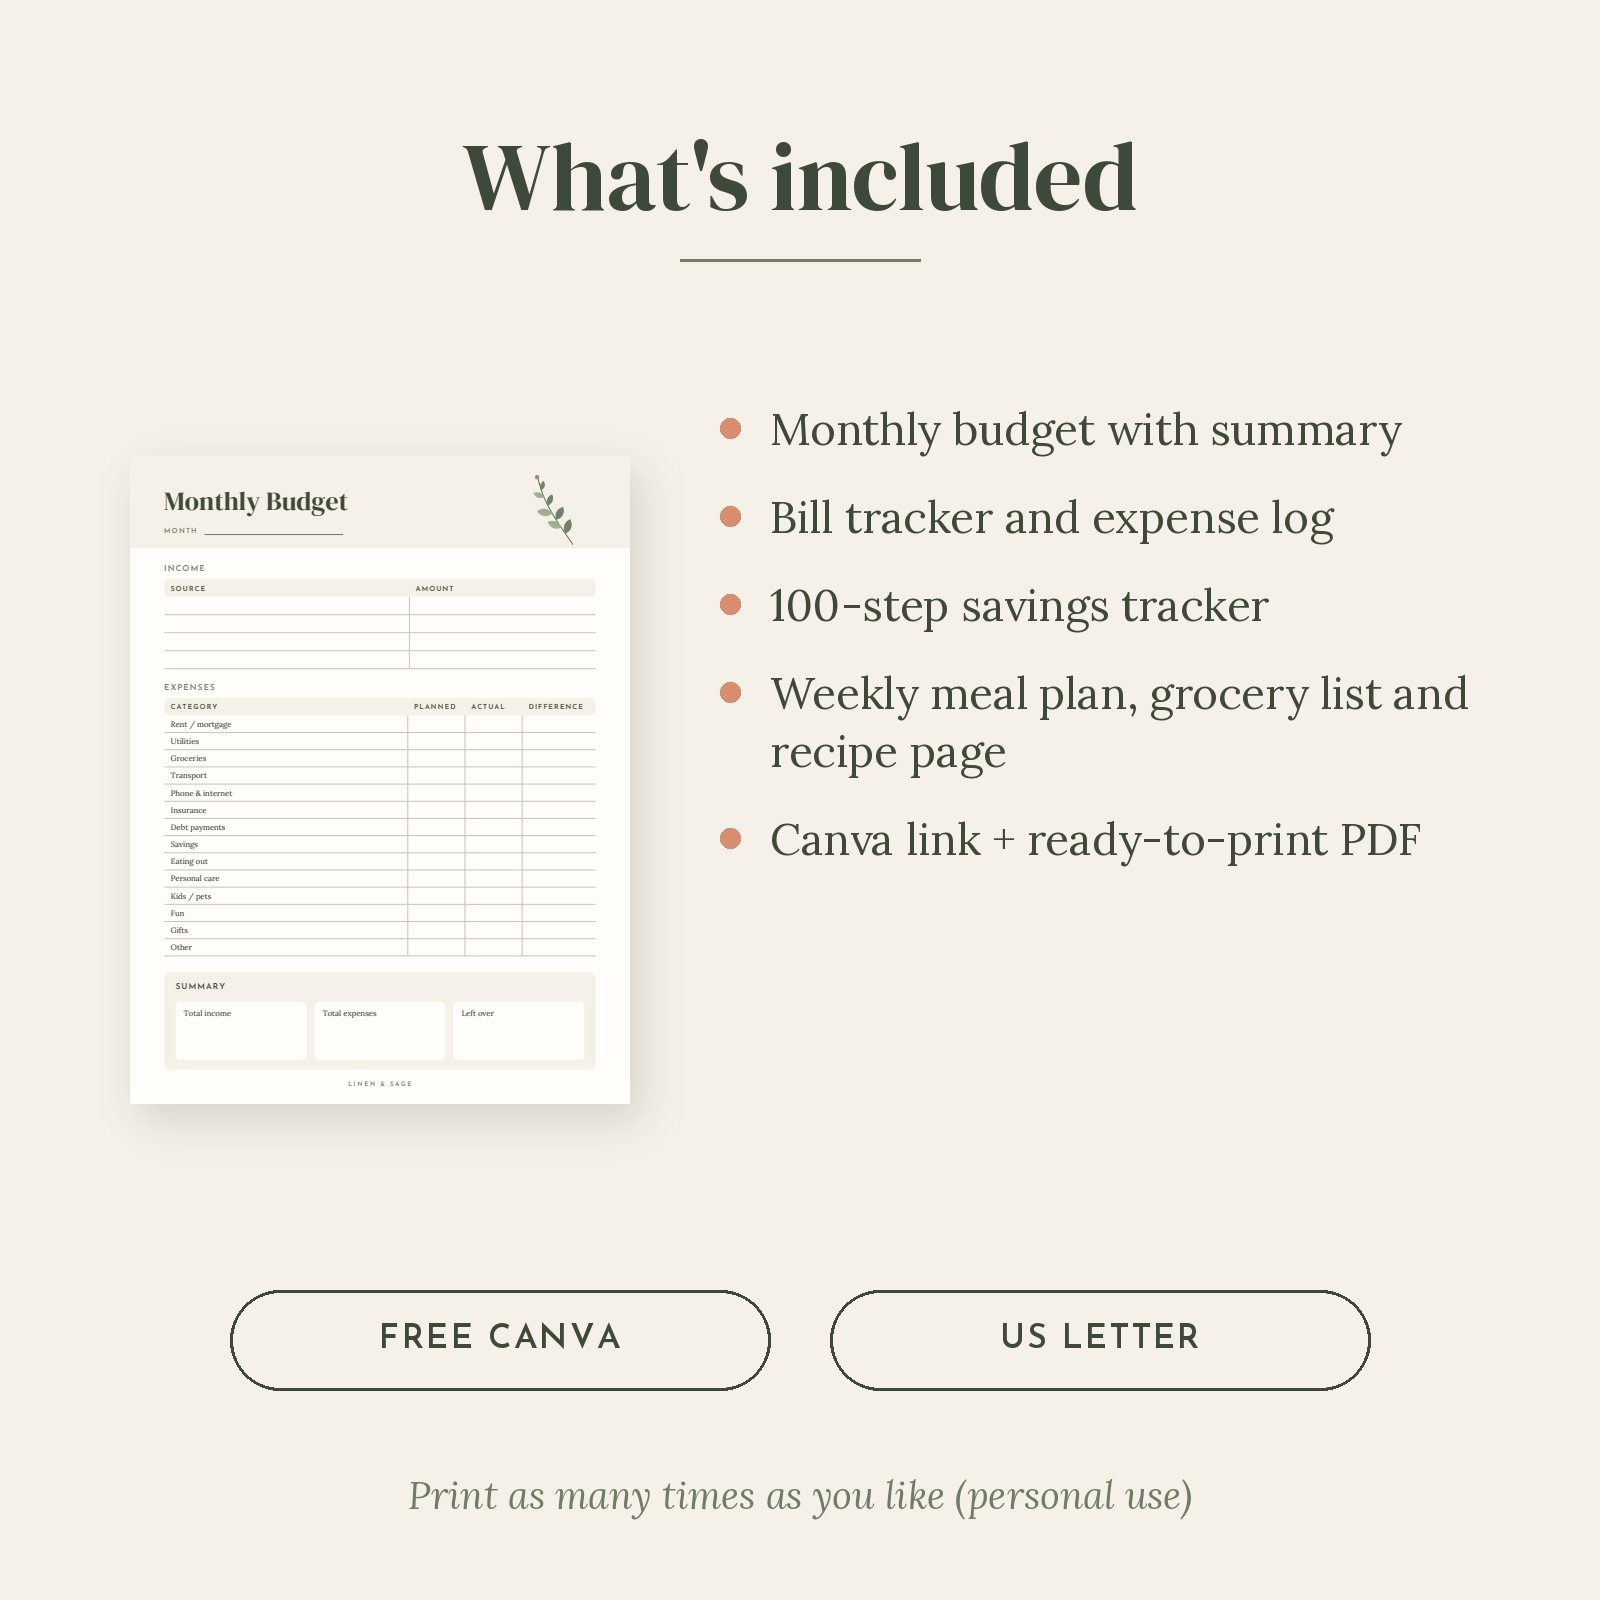 What's included
Monthly Budget
MONTH
INCOME
SOURCE AMOUNT
EXPENSES
CATEGORY PLANNED ACTUAL DIFFERENCE
Rent / mortgage
Utilities
Groceries
Transport
Phone & internet
Insurance
Debt payments
Savings
Eating out
Personal care
Kids / pets
Fun
Gifts
Other
SUMMARY
Total income Total expenses Left over
LINEN & SAGE
Monthly budget with summary
Bill tracker and expense log
100-step savings tracker
Weekly meal plan, grocery list and
recipe page
Canva link + ready-to-print PDF
FREE CANVA
US LETTER
Print as many times as you like (personal use)